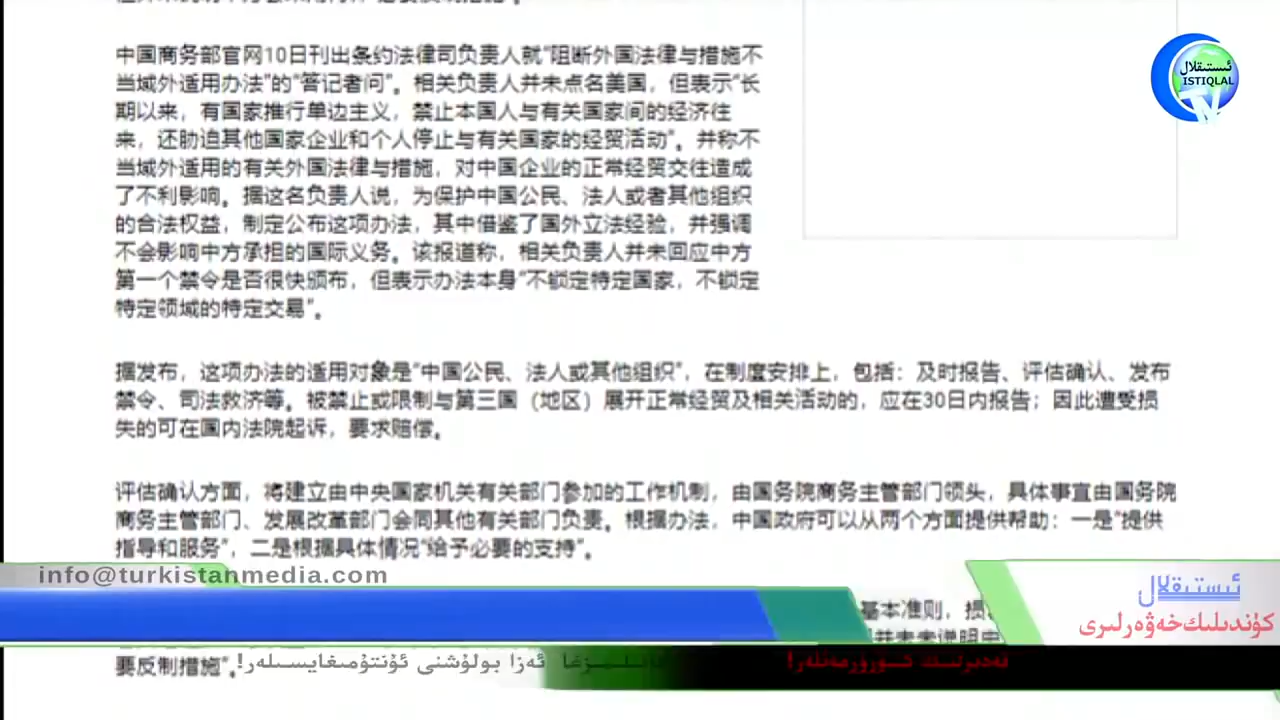 中国商务部官网10日刊出条约法律司负责人就“阻断外国法律与措施不
当域外适用办法”的“答记者问”。相关负责人并未点名美国，但表示“长
期以来，有国家推行单边主义，禁止本国人与有关国家间的经济往
来，还胁迫其他国家企业和个人停止与有关国家的经贸活动”。并称不
当域外适用的有关外国法律与措施，对中国企业的正常经贸交往造成
了不利影响。据这名负责人说，为保护中国公民、法人或者其他组织
的合法权益，制定公布这项办法，其中借鉴了国外立法经验，并强调
不会影响中方承担的国际义务。该报道称，相关负责人并未回应中方
第一个禁令是否很快颁布，但表示办法本身“不锁定特定国家，不锁定
特定领域的特定交易”。
ئىستىقلال
ISTIQLAL
据发布，这项办法的适用对象是“中国公民、法人或其他组织”，在制度安排上，包括：及时报告、评估确认、发布
禁令、司法救济等。被禁止或限制与第三国（地区）展开正常经贸及相关活动的，应在30日内报告；因此遭受损
失的可在国内法院起诉，要求赔偿。
评估确认方面，将建立由中央国家机关有关部门参加的工作机制，由国务院商务主管部门领头，具体事宜由国务院
商务主管部门、发展改革部门会同其他有关部门负责。根据办法，中国政府可以从两个方面提供帮助：一是“提供
指导和服务”，二是根据具体情况“给予必要的支持”。
info@turkistanmedia.com
ئىستىقلال
كۈندىلىك خەۋەرلىرى
基本准则，损
并未说明中
要反制措施”。
قەدىرلىك كۆرۈرمەنلەر! قانىلىمىزغا ئەزا بولۇشنى ئۇنتۇمىغايسىلەر!